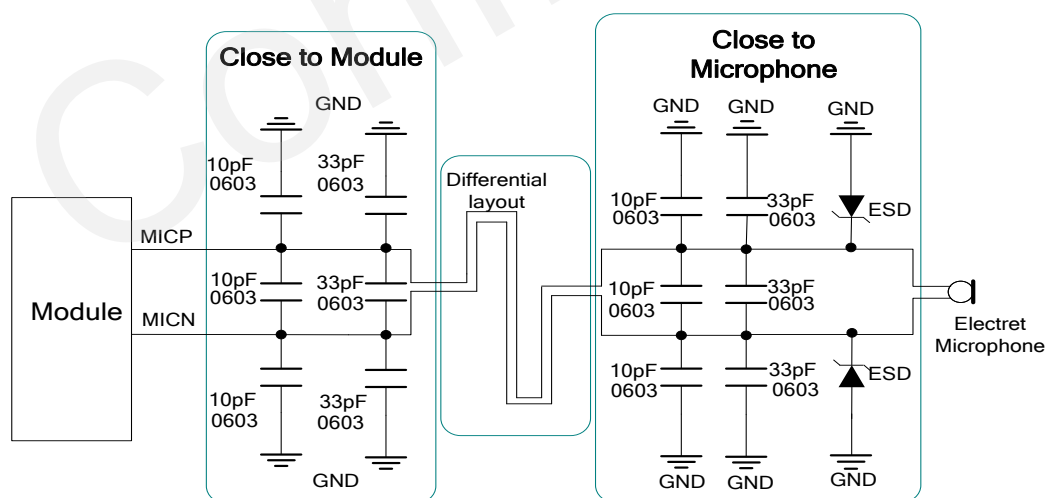 Close to Module
GND
10pF
0603
33pF
0603
MICP
10pF
0603
33pF
0603
Module
MICN
10pF
0603
33pF
0603
GND
Differential
layout
Close to
Microphone
GND
GND
GND
10pF
0603
33pF
0603
ESD
10pF
0603
33pF
0603
Electret
Microphone
10pF
0603
33pF
0603
ESD
GND
GND
GND